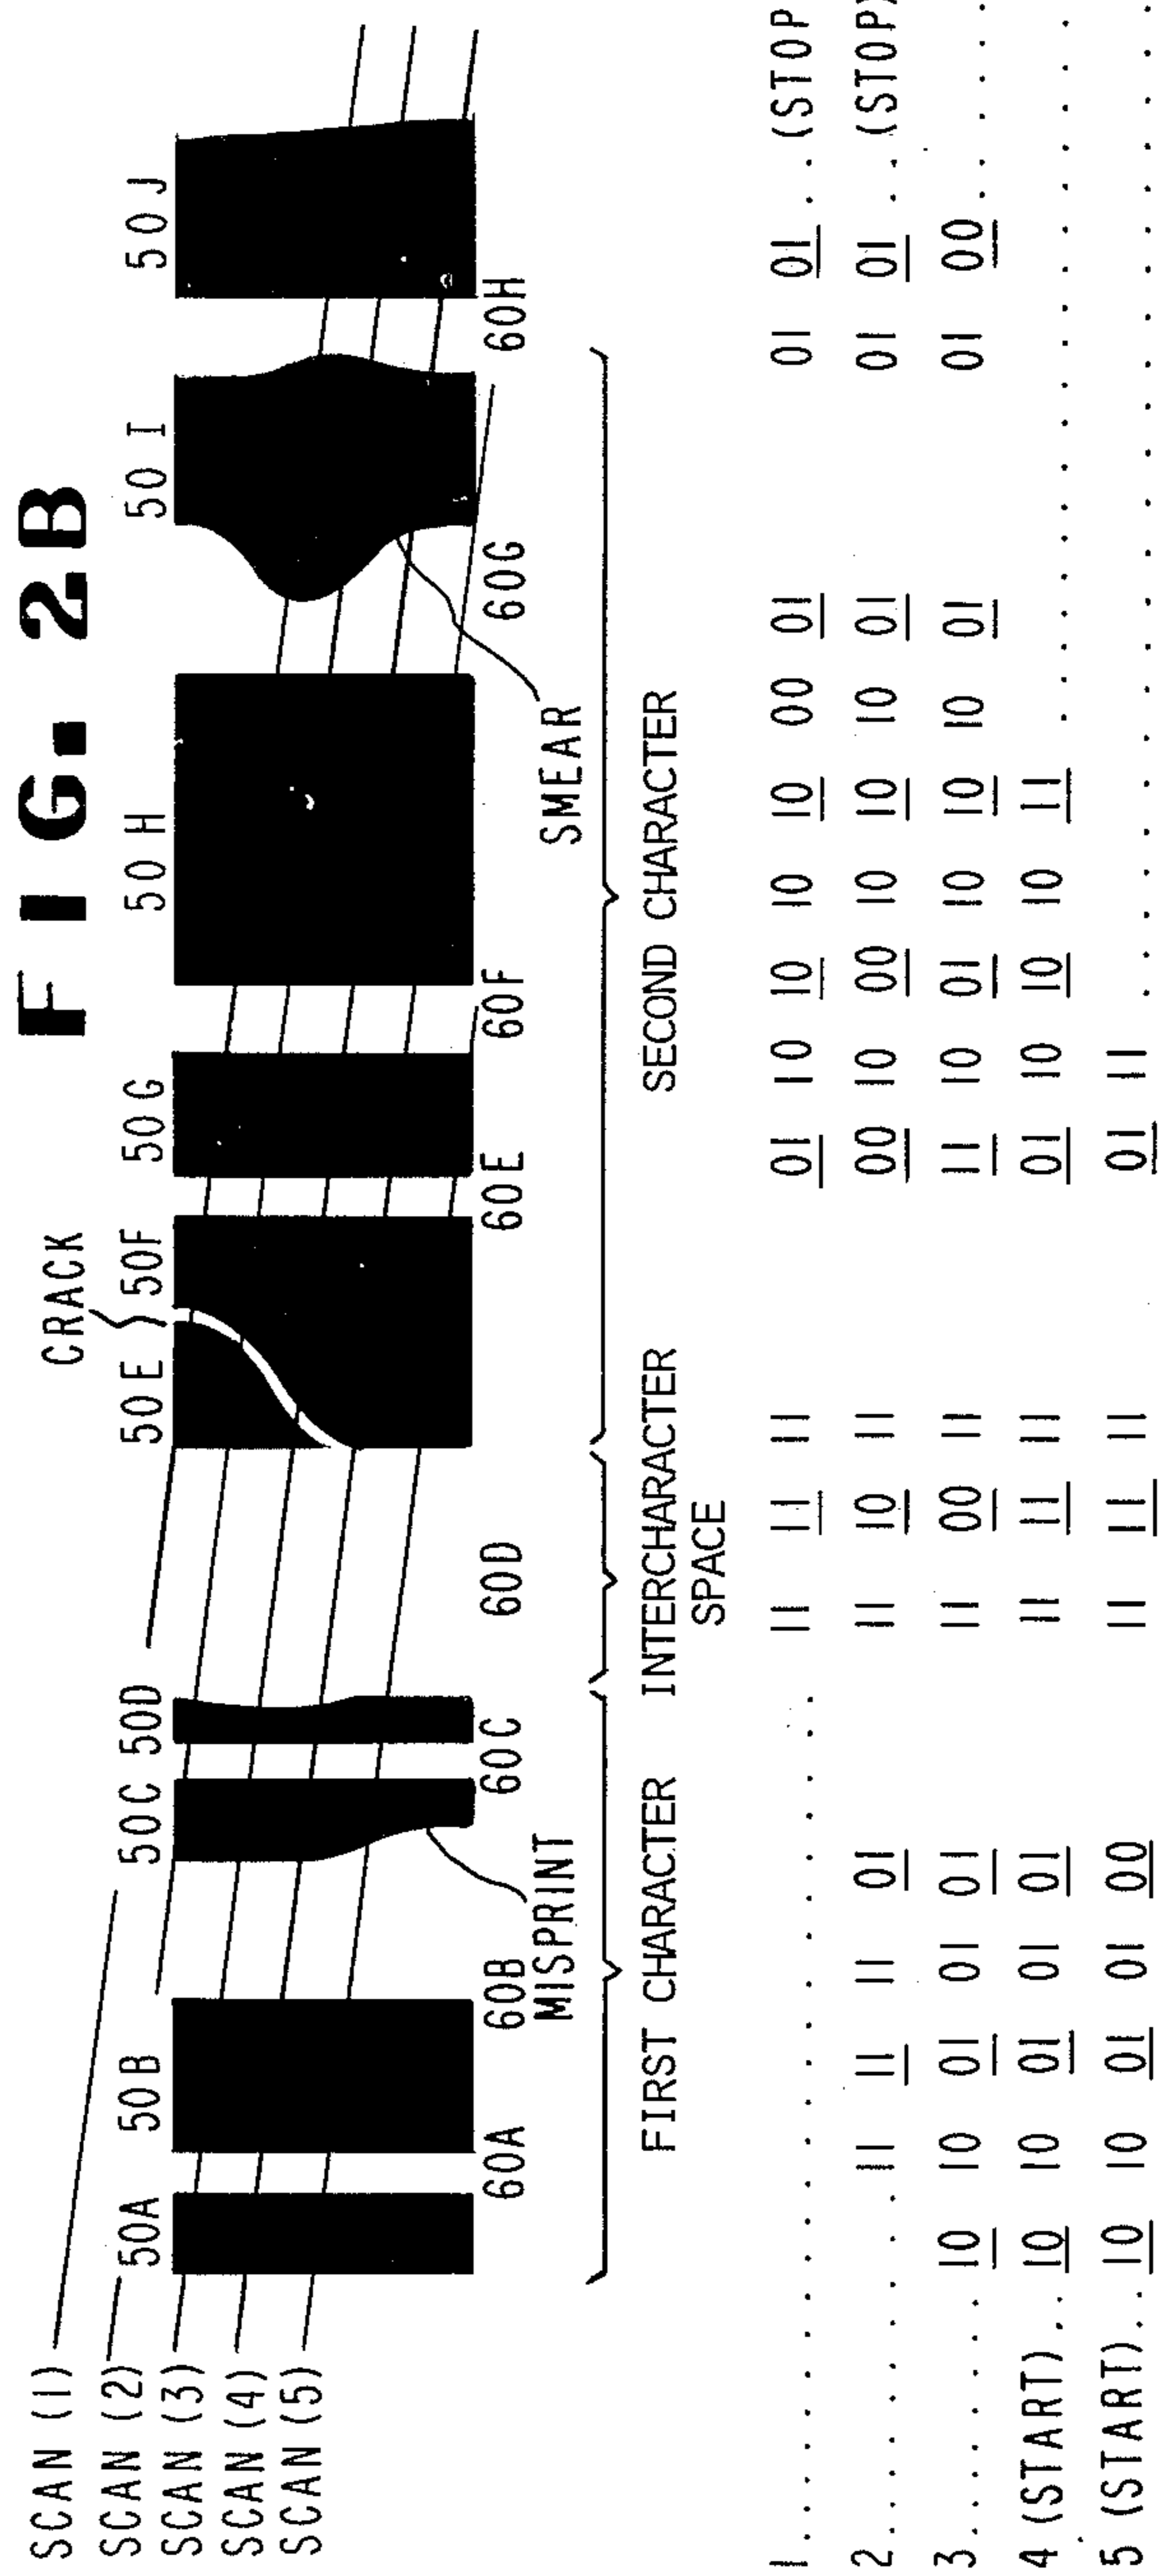 FIG. 2B
CRACK
SCAN (1)
SCAN (2)
SCAN (3)
SCAN (4)
SCAN (5)
50A 50B 50C 50D 50E 50F 50G 50H 50I 50J
60A 60B 60C 60D 60E 60F 60G 60H
MISPRINT SMEAR
FIRST CHARACTER INTERCHARACTER SPACE SECOND CHARACTER
1 . . . . . . . . 11 11 11 01 10 10 10 10 00 01 01 01 . . (STOP
2 . . . . . . . . 11 11 11 01 11 10 11 00 10 00 10 10 10 01 01 01 . . (STOP)
3 . . . . . . 10 10 01 01 01 11 00 11 11 10 01 10 10 10 01 01 00 . . . . .
4 (START) . . 10 10 01 01 01 11 11 11 01 10 10 10 11 . . . . . . . .
5 (START) . . 10 10 01 01 00 11 11 11 01 11 . . . . . . . .